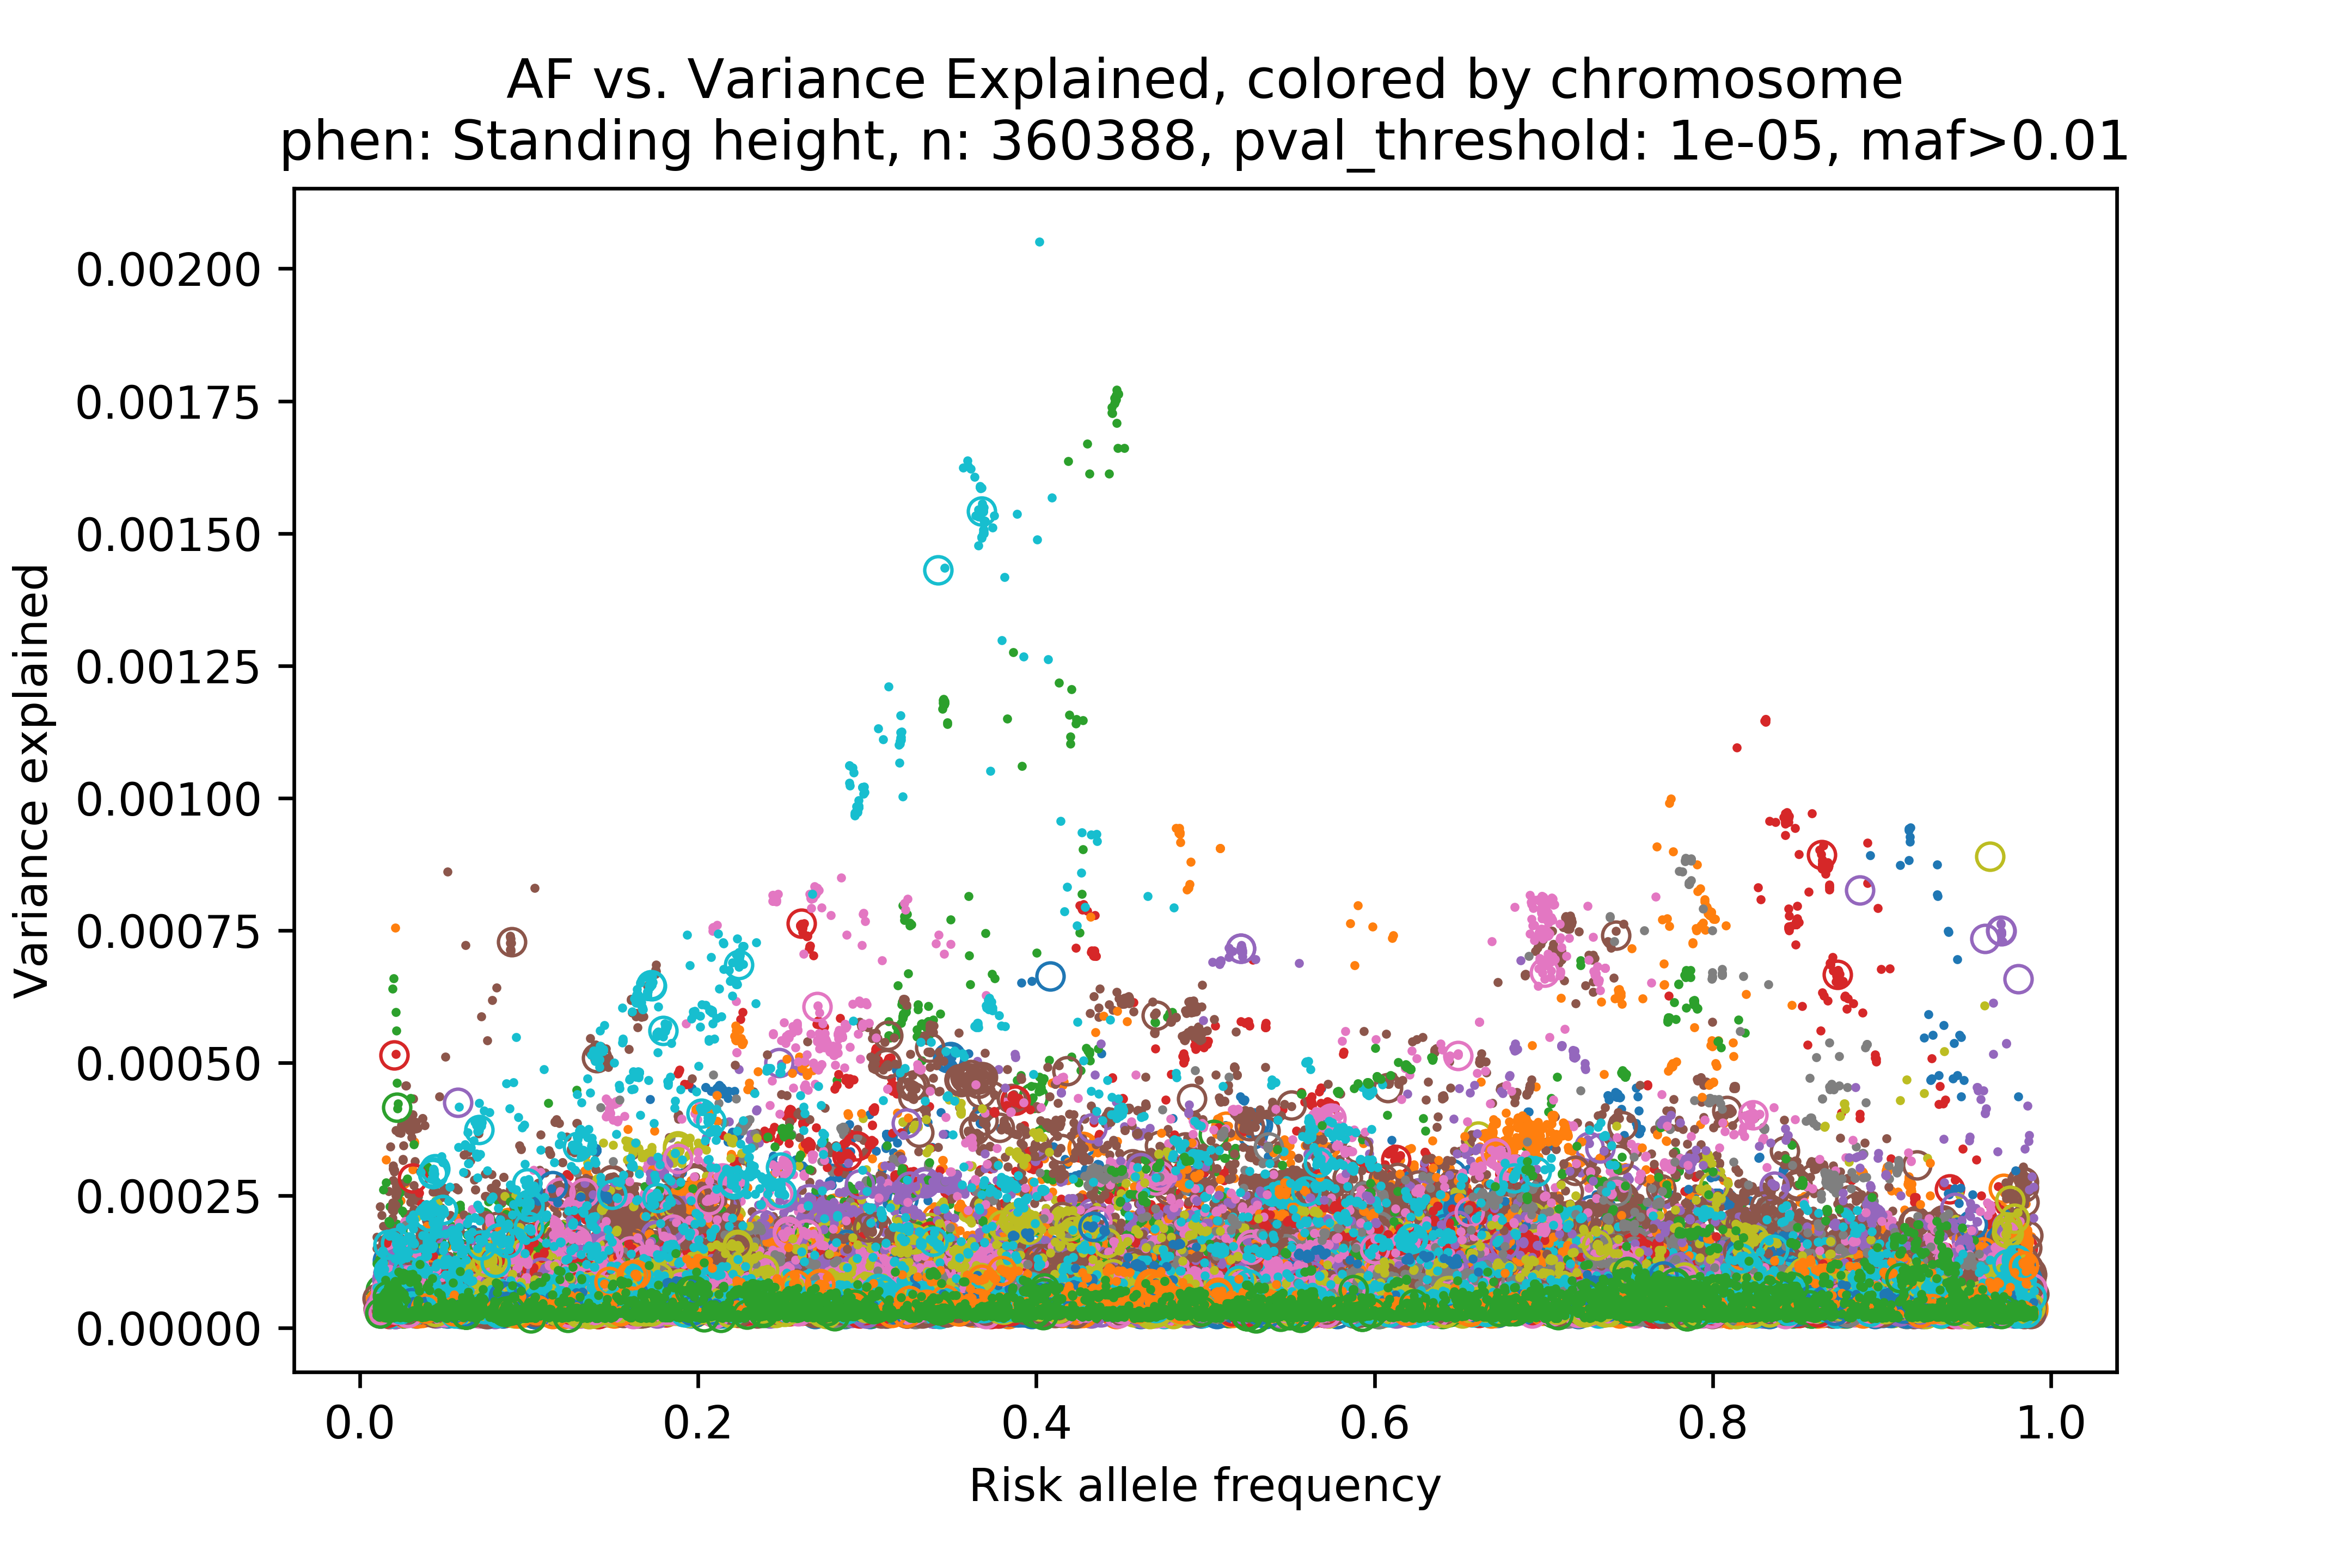 AF vs. Variance Explained, colored by chromosome
phen: Standing height, n: 360388, pval_threshold: 1e-05, maf>0.01
0.00200
0.00175
0.00150
0.00125
0.00100
0.00075
0.00050
0.00025
0.00000
Variance explained
0.0 0.2 0.4 0.6 0.8 1.0
Risk allele frequency